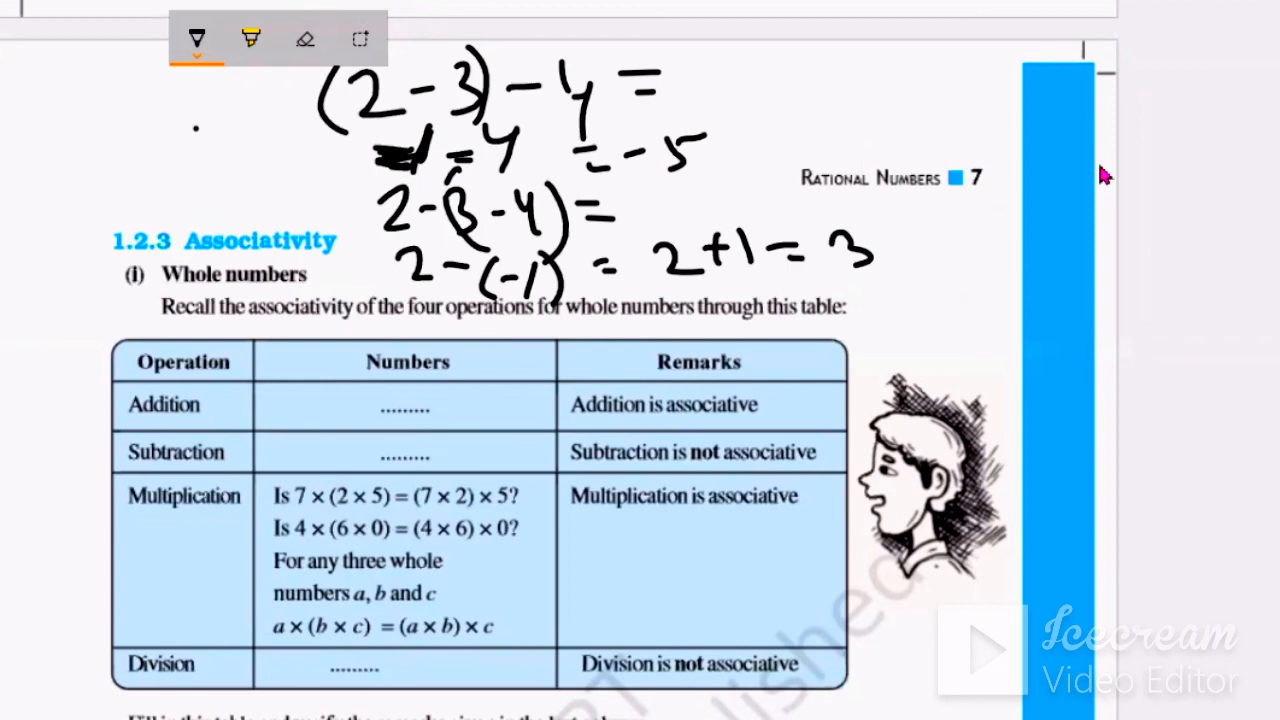 (2 - 3) - 4 =
-1 - 4 = - 5
2 - (3 - 4) =
2 - (-1) = 2 + 1 = 3
RATIONAL NUMBERS 7
1.2.3 Associativity
(i) Whole numbers
Recall the associativity of the four operations for whole numbers through this table:
Operation Numbers Remarks
Addition ......... Addition is associative
Subtraction ......... Subtraction is not associative
Multiplication Is 7 × (2 × 5) = (7 × 2) × 5? Multiplication is associative
Is 4 × (6 × 0) = (4 × 6) × 0?
For any three whole
numbers a, b and c
a × (b × c) = (a × b) × c
Division ......... Division is not associative
Icecream
Video Editor